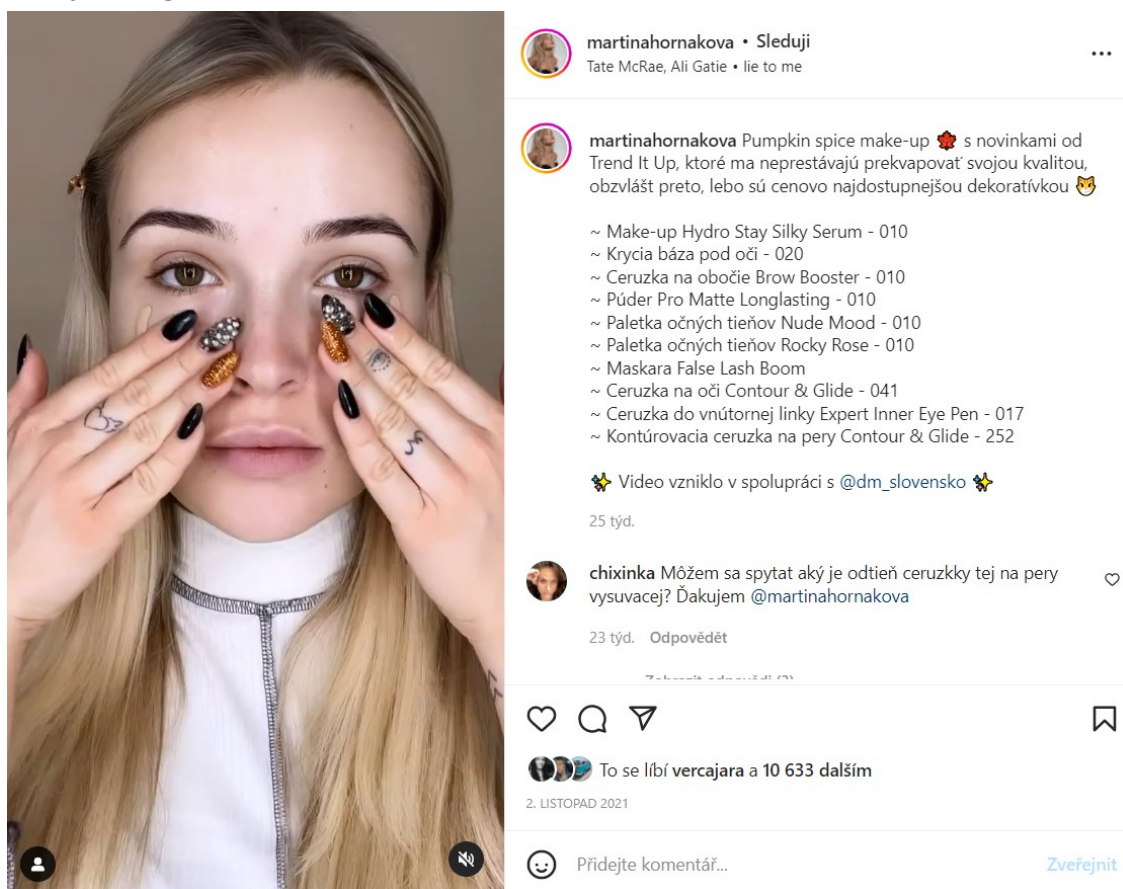 martinahornakova • Sleduji
Tate McRae, Ali Gatie • lie to me
martinahornakova Pumpkin spice make-up 🍁 s novinkami od
Trend It Up, ktoré ma neprestávajú prekvapovať svojou kvalitou,
obzvlášt preto, lebo sú cenovo najdostupnejšou dekoratívkou 😼
~ Make-up Hydro Stay Silky Serum - 010
~ Krycia báza pod oči - 020
~ Ceruzka na obočie Brow Booster - 010
~ Púder Pro Matte Longlasting - 010
~ Paletka očných tieňov Nude Mood - 010
~ Paletka očných tieňov Rocky Rose - 010
~ Maskara False Lash Boom
~ Ceruzka na oči Contour & Glide - 041
~ Ceruzka do vnútornej linky Expert Inner Eye Pen - 017
~ Kontúrovacia ceruzka na pery Contour & Glide - 252
✨ Video vzniklo v spolupráci s @dm_slovensko ✨
25 týd.
chixinka Môžem sa spytat aký je odtieň ceruzkky tej na pery
vysuvacej? Ďakujem @martinahornakova
23 týd. Odpovědět
To se líbí vercajara a 10 633 dalším
2. LISTOPAD 2021
Přidejte komentář...
Zveřejnit